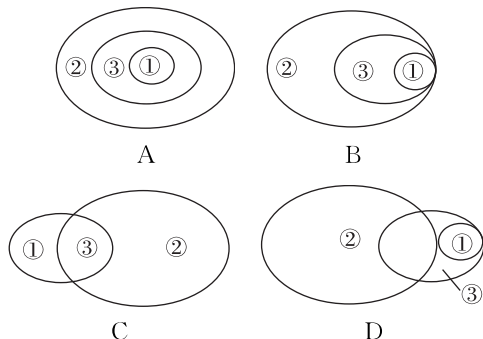 ② ③ ①
② ③ ①
A B
① ③ ②
② ①
③
C D